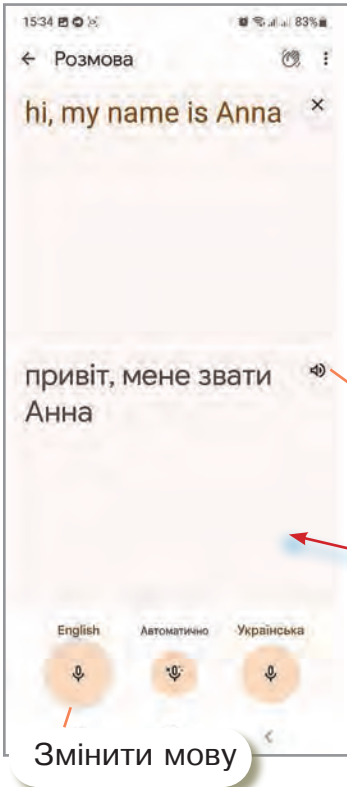 15:34 83%
Розмова
hi, my name is Anna
привіт, мене звати
Анна
English Автоматично Українська
Змінити мову